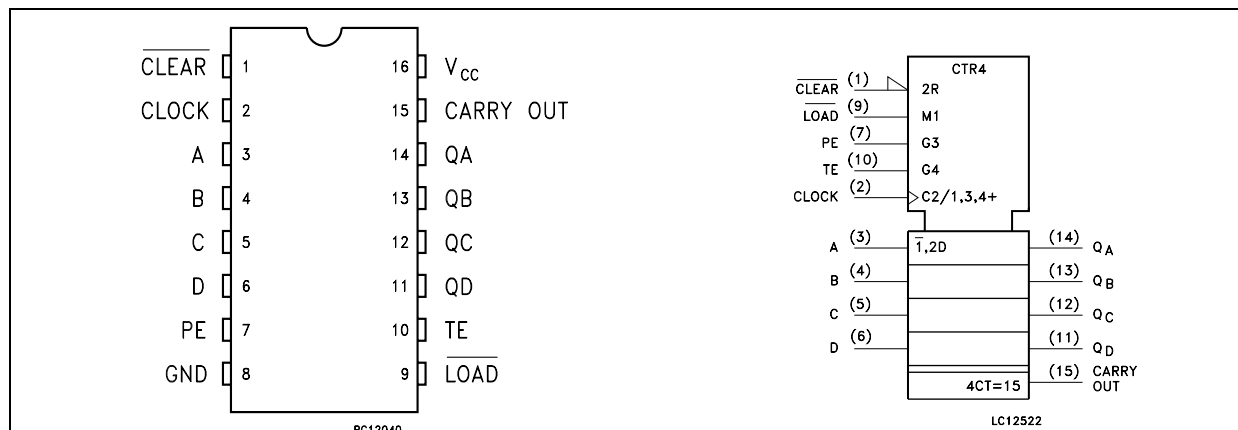 CLEAR 1 16 VCC
CLOCK 2 15 CARRY OUT
A 3 14 QA
B 4 13 QB
C 5 12 QC
D 6 11 QD
PE 7 10 TE
GND 8 9 LOAD
CTR4
CLEAR (1) 2R
LOAD (9) M1
PE (7) G3
TE (10) G4
CLOCK (2) C2/1,3,4+
A (3) 1̅,2D (14) QA
B (4) (13) QB
C (5) (12) QC
D (6) (11) QD
4CT=15 (15) CARRY
OUT
LC12522